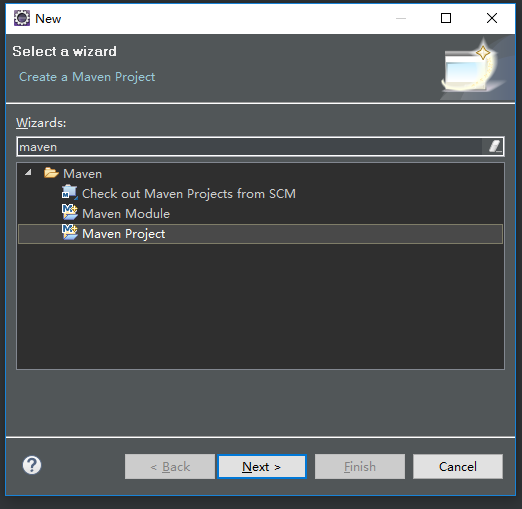 New
Select a wizard
Create a Maven Project
Wizards:
maven
Maven
Check out Maven Projects from SCM
Maven Module
Maven Project
< Back
Next >
Finish
Cancel